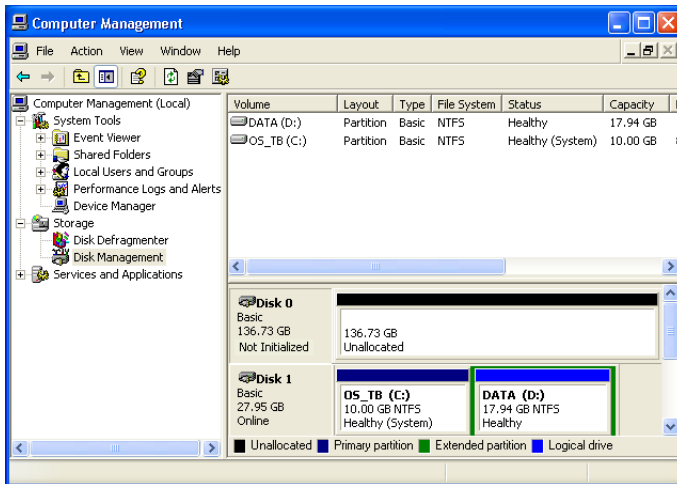 Computer Management
File Action View Window Help
Computer Management (Local)
System Tools
Event Viewer
Shared Folders
Local Users and Groups
Performance Logs and Alerts
Device Manager
Storage
Disk Defragmenter
Disk Management
Services and Applications
Volume Layout Type File System Status Capacity
DATA (D:) Partition Basic NTFS Healthy 17.94 GB
OS_TB (C:) Partition Basic NTFS Healthy (System) 10.00 GB
Disk 0
Basic
136.73 GB
Not Initialized
136.73 GB
Unallocated
Disk 1
Basic
27.95 GB
Online
OS_TB (C:)
10.00 GB NTFS
Healthy (System)
DATA (D:)
17.94 GB NTFS
Healthy
Unallocated Primary partition Extended partition Logical drive